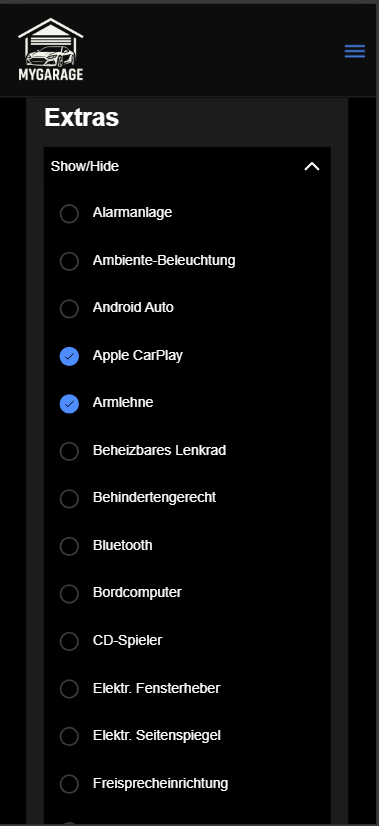 MYGARAGE
Extras
Show/Hide
Alarmanlage
Ambiente-Beleuchtung
Android Auto
Apple CarPlay
Armlehne
Beheizbares Lenkrad
Behindertengerecht
Bluetooth
Bordcomputer
CD-Spieler
Elektr. Fensterheber
Elektr. Seitenspiegel
Freisprecheinrichtung